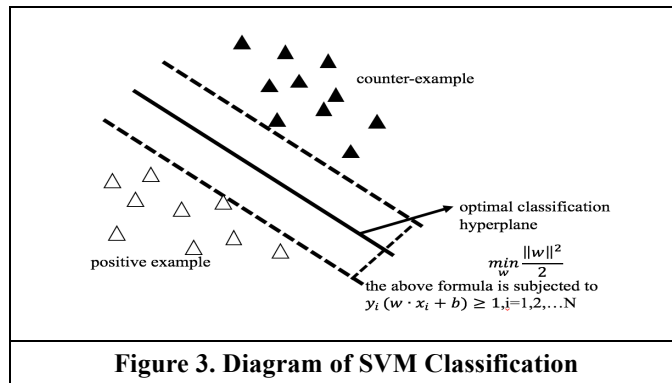 counter-example
optimal classification
hyperplane
positive example
min_w ||w||²/2
the above formula is subjected to
y_i (w · x_i + b) ≥ 1,i=1,2,…N
Figure 3. Diagram of SVM Classification